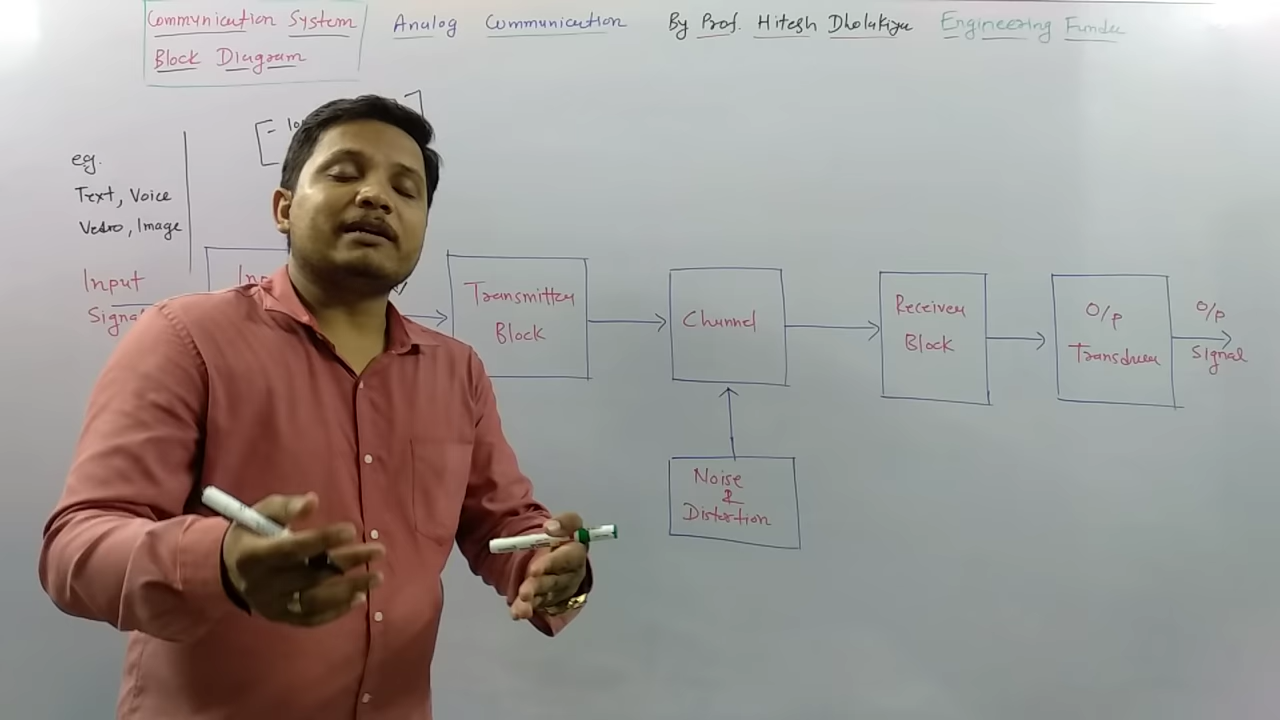 Communication System
Block Diagram
Analog Communication
By Prof. Hitesh Dholakiya
Engineering Funda
eg.
Text, Voice
Vedio, Image
Input
Signal
Transmitter
Block
Channel
Receiver
Block
O/p
Transducer
O/p
Signal
Noise
&
Distortion